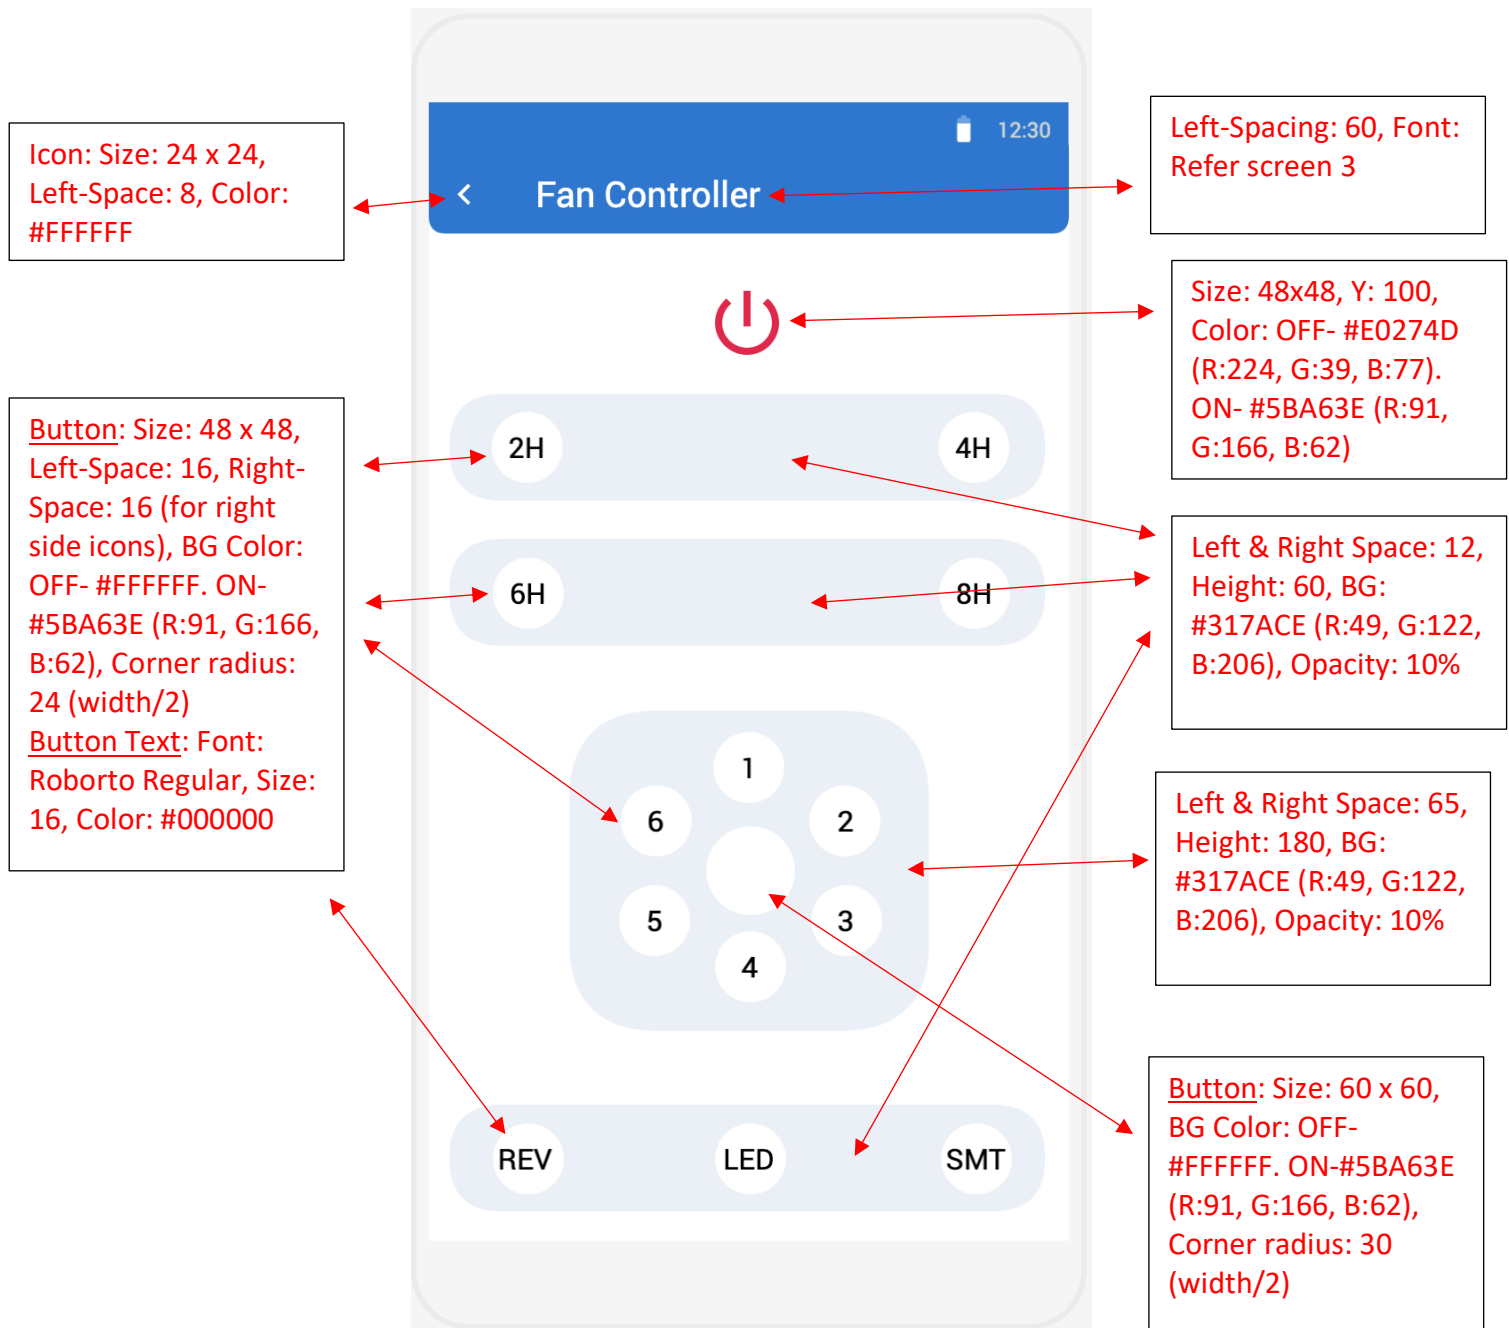 12:30
Fan Controller
Icon: Size: 24 x 24,
Left-Space: 8, Color:
#FFFFFF
Left-Spacing: 60, Font:
Refer screen 3
Size: 48x48, Y: 100,
Color: OFF- #E0274D
(R:224, G:39, B:77).
ON- #5BA63E (R:91,
G:166, B:62)
2H
4H
Button: Size: 48 x 48,
Left-Space: 16, Right-
Space: 16 (for right
side icons), BG Color:
OFF- #FFFFFF. ON-
#5BA63E (R:91, G:166,
B:62), Corner radius:
24 (width/2)
Button Text: Font:
Roborto Regular, Size:
16, Color: #000000
6H
8H
Left & Right Space: 12,
Height: 60, BG:
#317ACE (R:49, G:122,
B:206), Opacity: 10%
1
6
2
5
3
4
Left & Right Space: 65,
Height: 180, BG:
#317ACE (R:49, G:122,
B:206), Opacity: 10%
REV
LED
SMT
Button: Size: 60 x 60,
BG Color: OFF-
#FFFFFF. ON-#5BA63E
(R:91, G:166, B:62),
Corner radius: 30
(width/2)